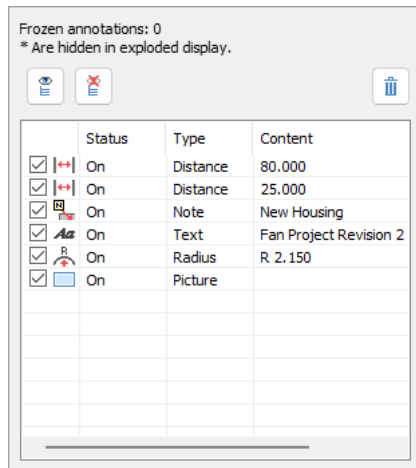 Frozen annotations: 0
* Are hidden in exploded display.
Status Type Content
On Distance 80.000
On Distance 25.000
N On Note New Housing
Aa On Text Fan Project Revision 2
R On Radius R 2.150
On Picture